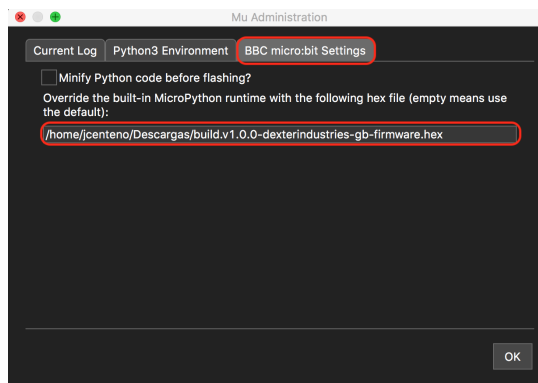 Mu Administration
Current Log
Python3 Environment
BBC micro:bit Settings
Minify Python code before flashing?
Override the built-in MicroPython runtime with the following hex file (empty means use
the default):
/home/jcenteno/Descargas/build.v1.0.0-dexterindustries-gb-firmware.hex
OK